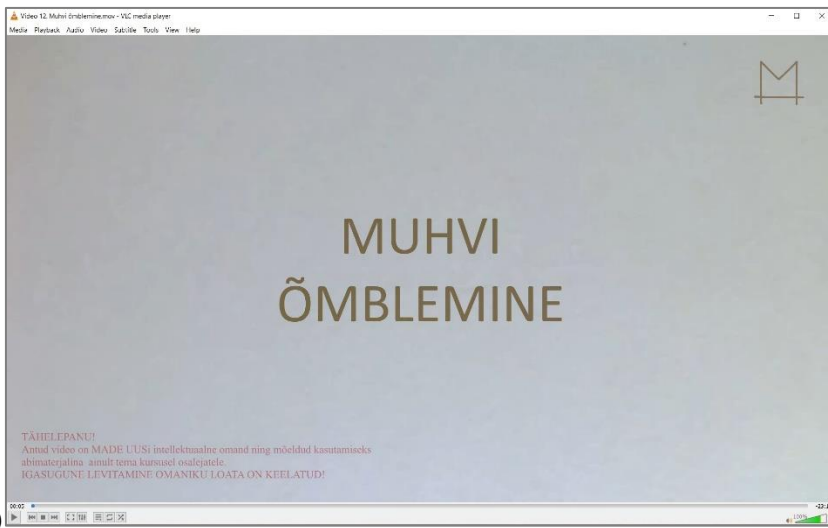 Video 12. Muhvi õmblemine.mov - VLC media player
Media Playback Audio Video Subtitle Tools View Help
MUHVI
ÕMBLEMINE
TÄHELEPANU!
Antud video on MADE UUSi intellektuaalne omand ning mõeldud kasutamiseks
abimaterjalina ainult tema kursusel osalejatele.
IGASUGUNE LEVITAMINE OMANIKU LOATA ON KEELATUD!
100%